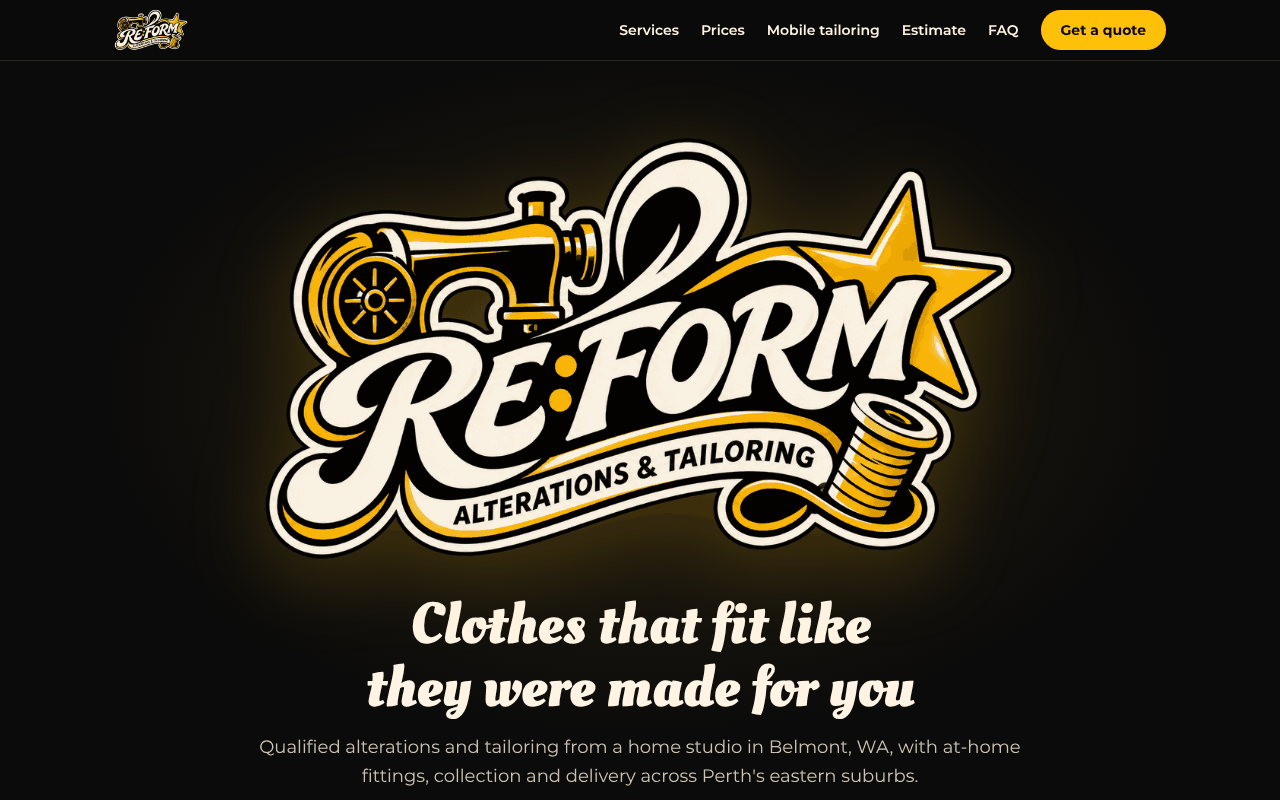 RE:FORM
Services Prices Mobile tailoring Estimate FAQ Get a quote
RE:FORM
ALTERATIONS & TAILORING
Clothes that fit like
they were made for you
Qualified alterations and tailoring from a home studio in Belmont, WA, with at-home
fittings, collection and delivery across Perth's eastern suburbs.